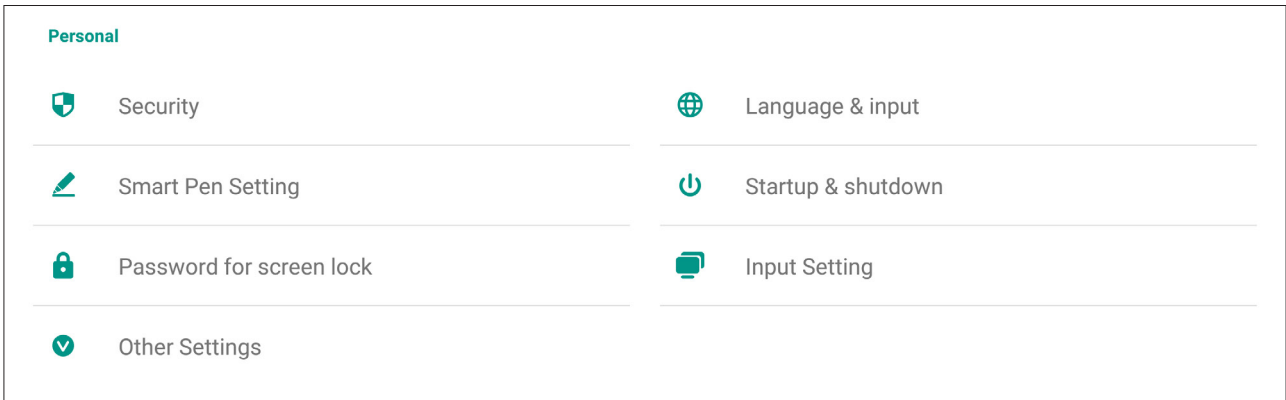 Personal
Security
Language & input
Smart Pen Setting
Startup & shutdown
Password for screen lock
Input Setting
Other Settings